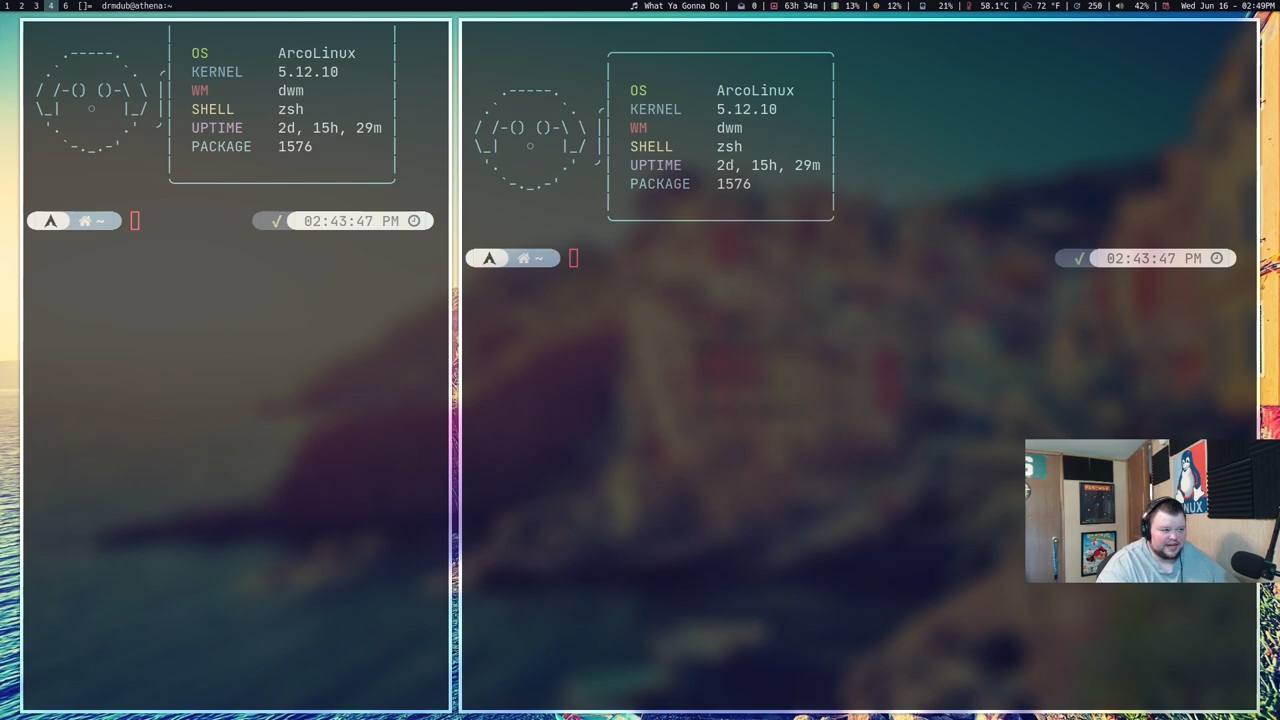 1 2 3 4 6 []= drmdub@athena:~
What Ya Gonna Do | 0 | 63h 34m | 13% | 12% | 21% | 58.1°C | 72 °F | 250 | 42% | Wed Jun 16 - 02:49PM
OS ArcoLinux
KERNEL 5.12.10
WM dwm
SHELL zsh
UPTIME 2d, 15h, 29m
PACKAGE 1576
~ ✓ 02:43:47 PM
OS ArcoLinux
KERNEL 5.12.10
WM dwm
SHELL zsh
UPTIME 2d, 15h, 29m
PACKAGE 1576
~ ✓ 02:43:47 PM